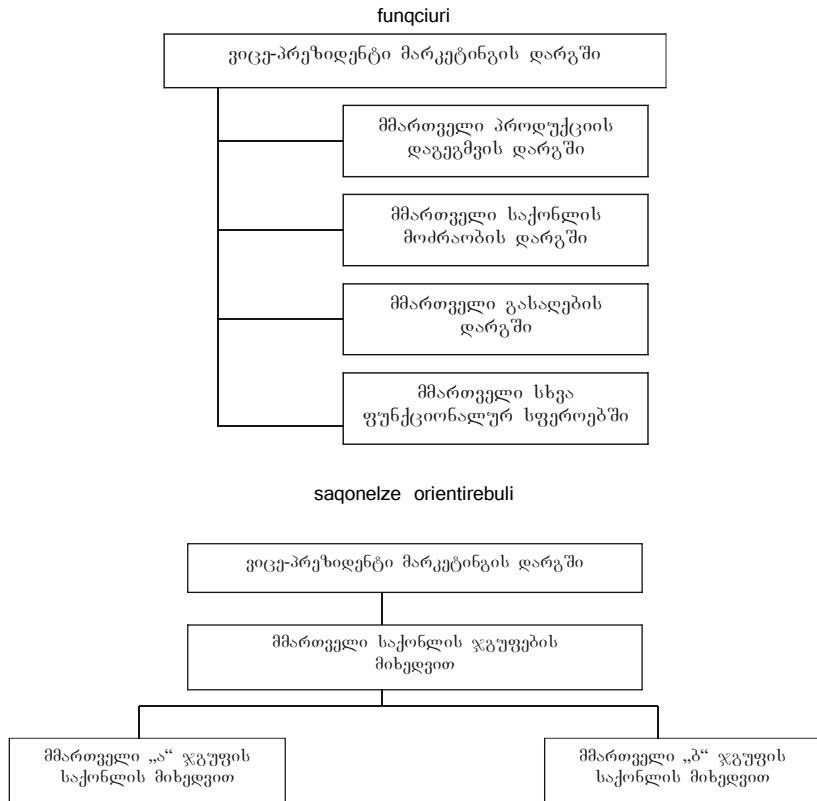 funqciuri
ვიცე-პრეზიდენტი მარკეტინგის დარგში
მმართველი პროდუქციის
დაგეგმვის დარგში
მმართველი საქონლის
მოძრაობის დარგში
მმართველი გასაღების
დარგში
მმართველი სხვა
ფუნქციონალურ სფეროებში
saqonelze orientirebuli
ვიცე-პრეზიდენტი მარკეტინგის დარგში
მმართველი საქონლის ჯგუფების
მიხედვით
მმართველი „ა“ ჯგუფის
საქონლის მიხედვით
მმართველი „ბ“ ჯგუფის
საქონლის მიხედვით